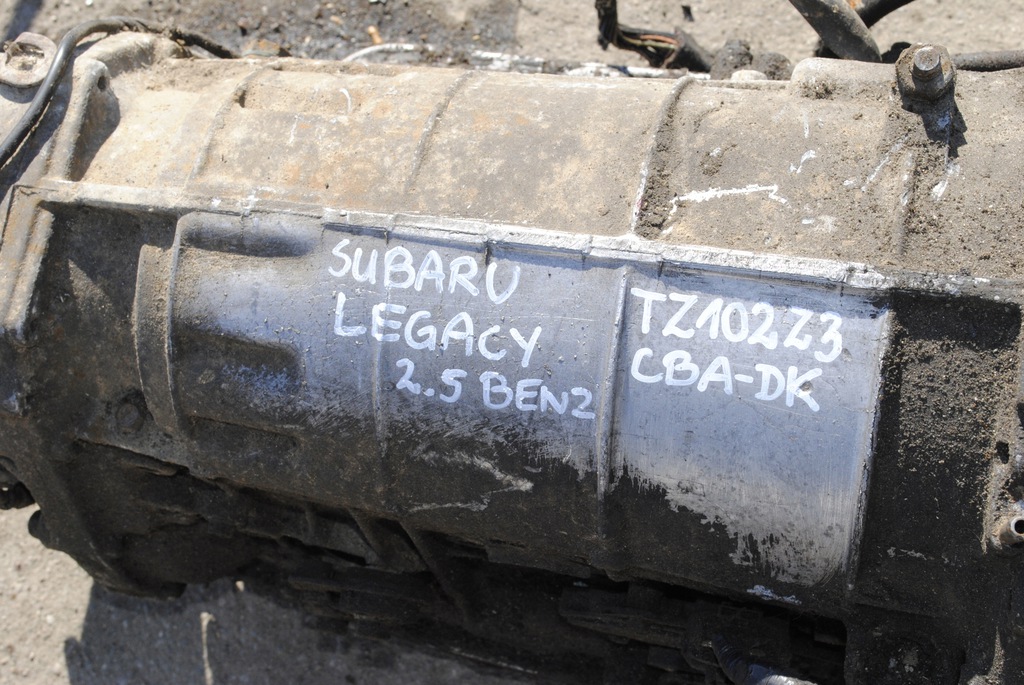 SUBARU
LEGACY
2.5 BENZ
TZ102Z3
CBA-DK